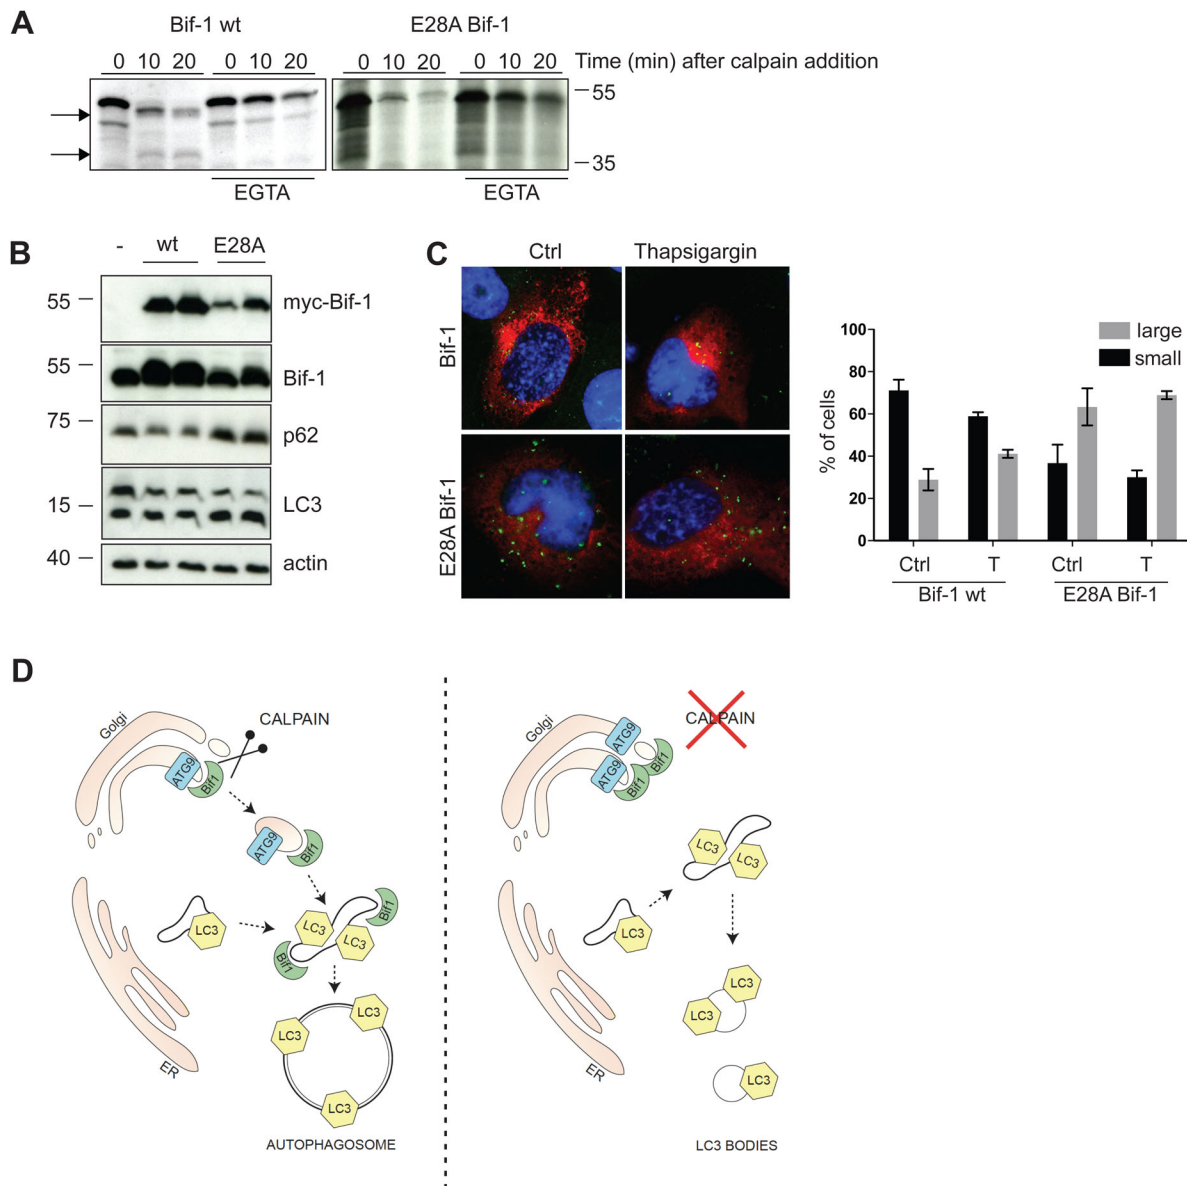 A
Bif-1 wt
E28A Bif-1
0 10 20 0 10 20
0 10 20 0 10 20
Time (min) after calpain addition
55
35
EGTA
EGTA
B
- wt E28A
55
myc-Bif-1
55
Bif-1
75
p62
15
LC3
40
actin
C
Ctrl
Thapsigargin
Bif-1
E28A Bif-1
large
small
% of cells
100
80
60
40
20
0
Ctrl T Ctrl T
Bif-1 wt
E28A Bif-1
D
Golgi
CALPAIN
ATG9
Bif1
ATG9
Bif1
LC3
LC3
LC3
Bif1
Bif1
ER
LC3
LC3
LC3
AUTOPHAGOSOME
Golgi
CALPAIN
ATG9
ATG9
Bif1
Bif1
LC3
LC3
LC3
ER
LC3
LC3
LC3
LC3 BODIES